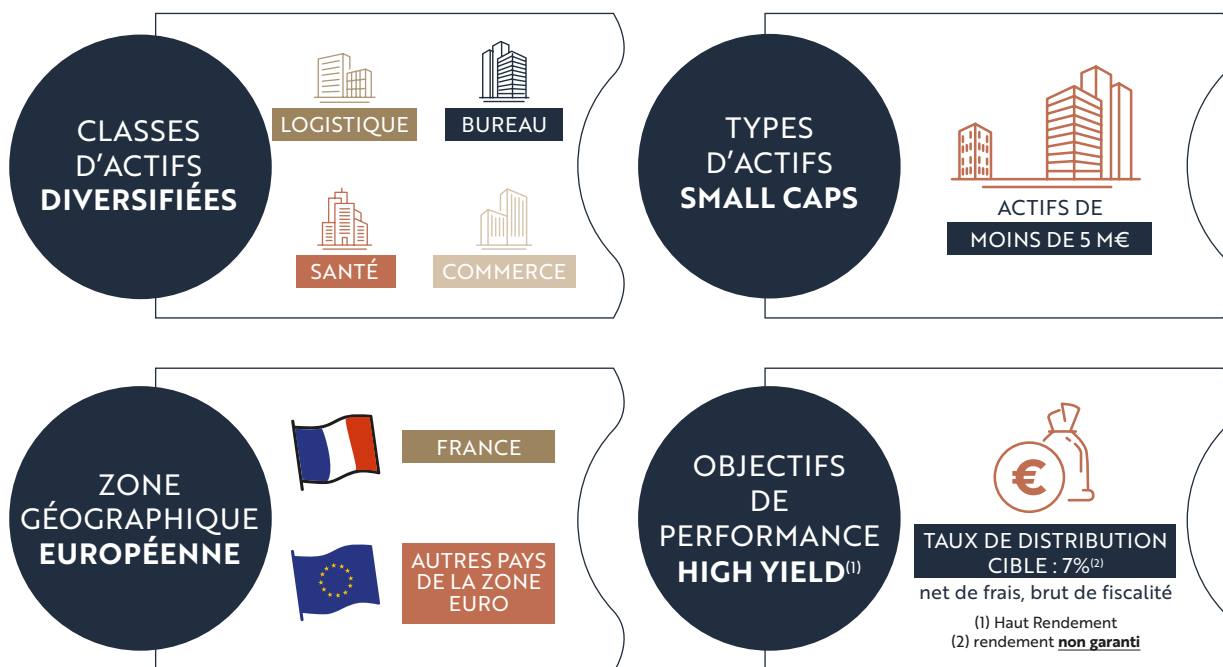 CLASSES
D'ACTIFS
DIVERSIFIÉES
LOGISTIQUE
BUREAU
SANTÉ
COMMERCE
TYPES
D'ACTIFS
SMALL CAPS
ACTIFS DE
MOINS DE 5 M€
ZONE
GÉOGRAPHIQUE
EUROPÉENNE
FRANCE
AUTRES PAYS
DE LA ZONE
EURO
OBJECTIFS
DE
PERFORMANCE
HIGH YIELD(1)
€
TAUX DE DISTRIBUTION
CIBLE : 7%(2)
net de frais, brut de fiscalité
(1) Haut Rendement
(2) rendement non garanti